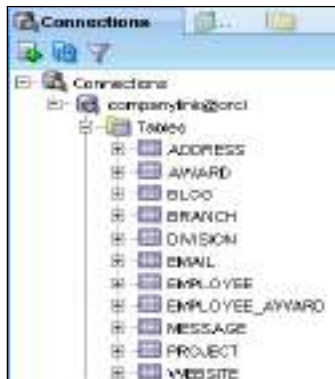 Connections
Connections
companylink@orcl
Tables
ADDRESS
AWARD
BLOG
BRANCH
DIVISION
EMAIL
EMPLOYEE
EMPLOYEE_AWARD
MESSAGE
PROJECT
WEBSITE